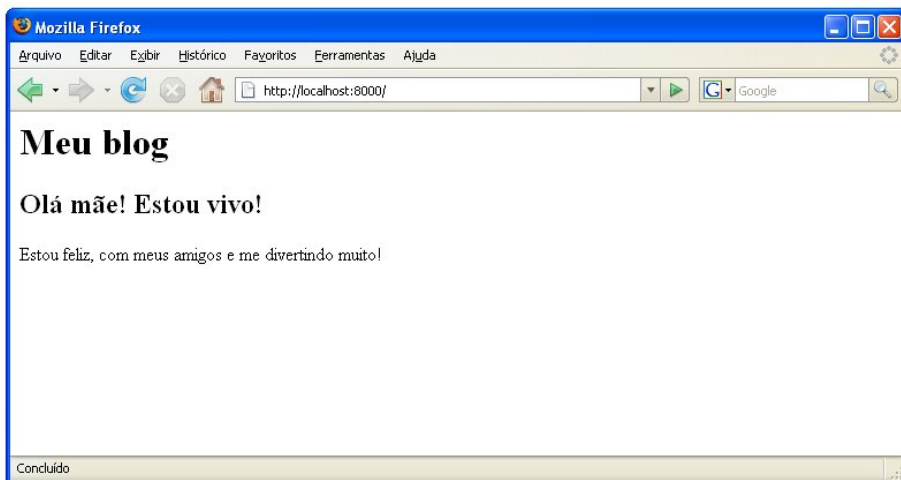 Mozilla Firefox
Arquivo Editar Exibir Histórico Favoritos Ferramentas Ajuda
http://localhost:8000/ G Google
Meu blog
Olá mãe! Estou vivo!
Estou feliz, com meus amigos e me divertindo muito!
Concluído